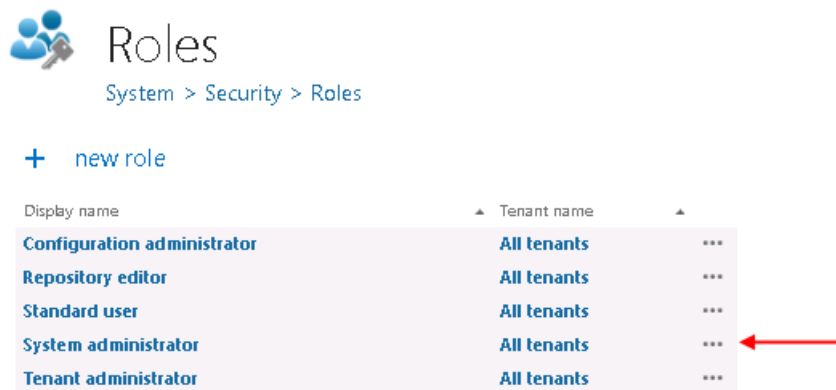 Roles
System > Security > Roles
+ new role
Display name Tenant name
Configuration administrator All tenants ...
Repository editor All tenants ...
Standard user All tenants ...
System administrator All tenants ...
Tenant administrator All tenants ...